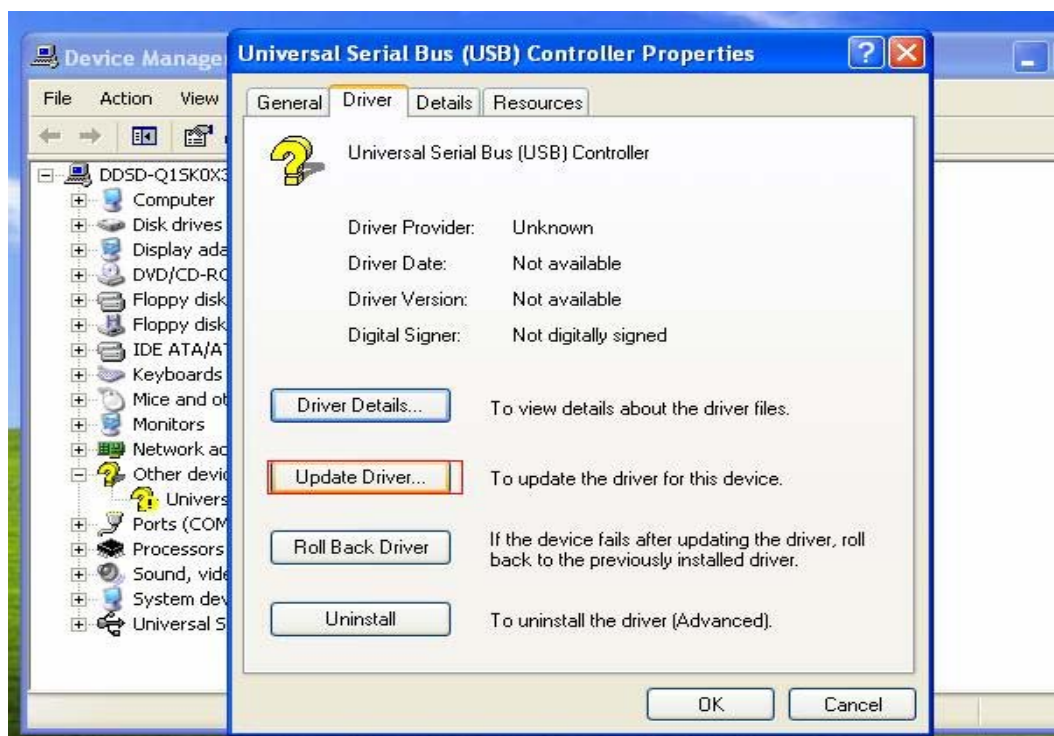 Device Manage
Universal Serial Bus (USB) Controller Properties
File Action View
General Driver Details Resources
Universal Serial Bus (USB) Controller
Driver Provider: Unknown
Driver Date: Not available
Driver Version: Not available
Digital Signer: Not digitally signed
Driver Details... To view details about the driver files.
Update Driver... To update the driver for this device.
Roll Back Driver If the device fails after updating the driver, roll
back to the previously installed driver.
Uninstall To uninstall the driver (Advanced).
OK Cancel
DDSD-Q1SK0X3
Computer
Disk drives
Display ada
DVD/CD-RO
Floppy disk
Floppy disk
IDE ATA/AT
Keyboards
Mice and ot
Monitors
Network ad
Other devic
Univers
Ports (COM
Processors
Sound, vide
System dev
Universal S